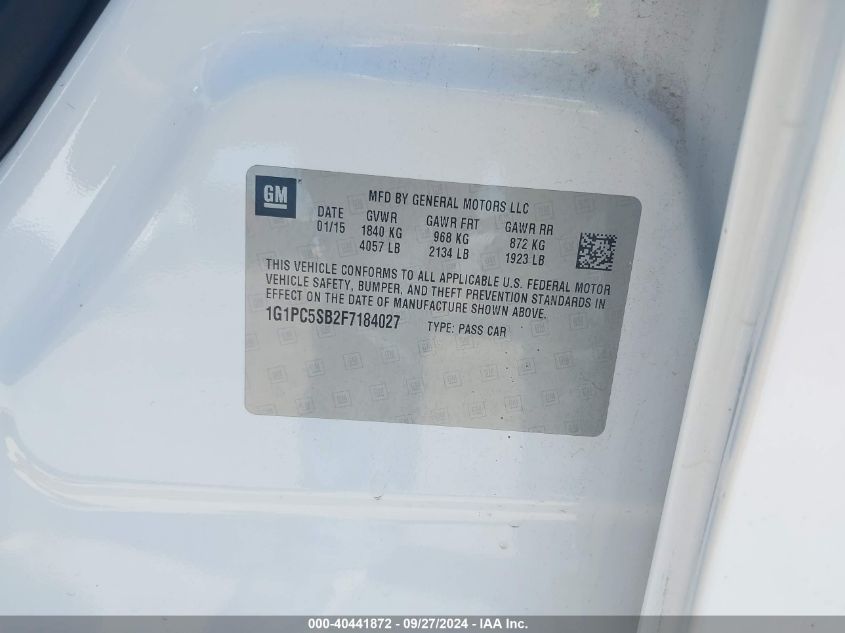 GM
MFD BY GENERAL MOTORS LLC
DATE GVWR GAWR FRT GAWR RR
01/15 1840 KG 968 KG 872 KG
4057 LB 2134 LB 1923 LB
THIS VEHICLE CONFORMS TO ALL APPLICABLE U.S. FEDERAL MOTOR
VEHICLE SAFETY, BUMPER, AND THEFT PREVENTION STANDARDS IN
EFFECT ON THE DATE OF MANUFACTURE SHOWN ABOVE.
1G1PC5SB2F7184027 TYPE: PASS CAR
000-40441872 - 09/27/2024 - IAA Inc.